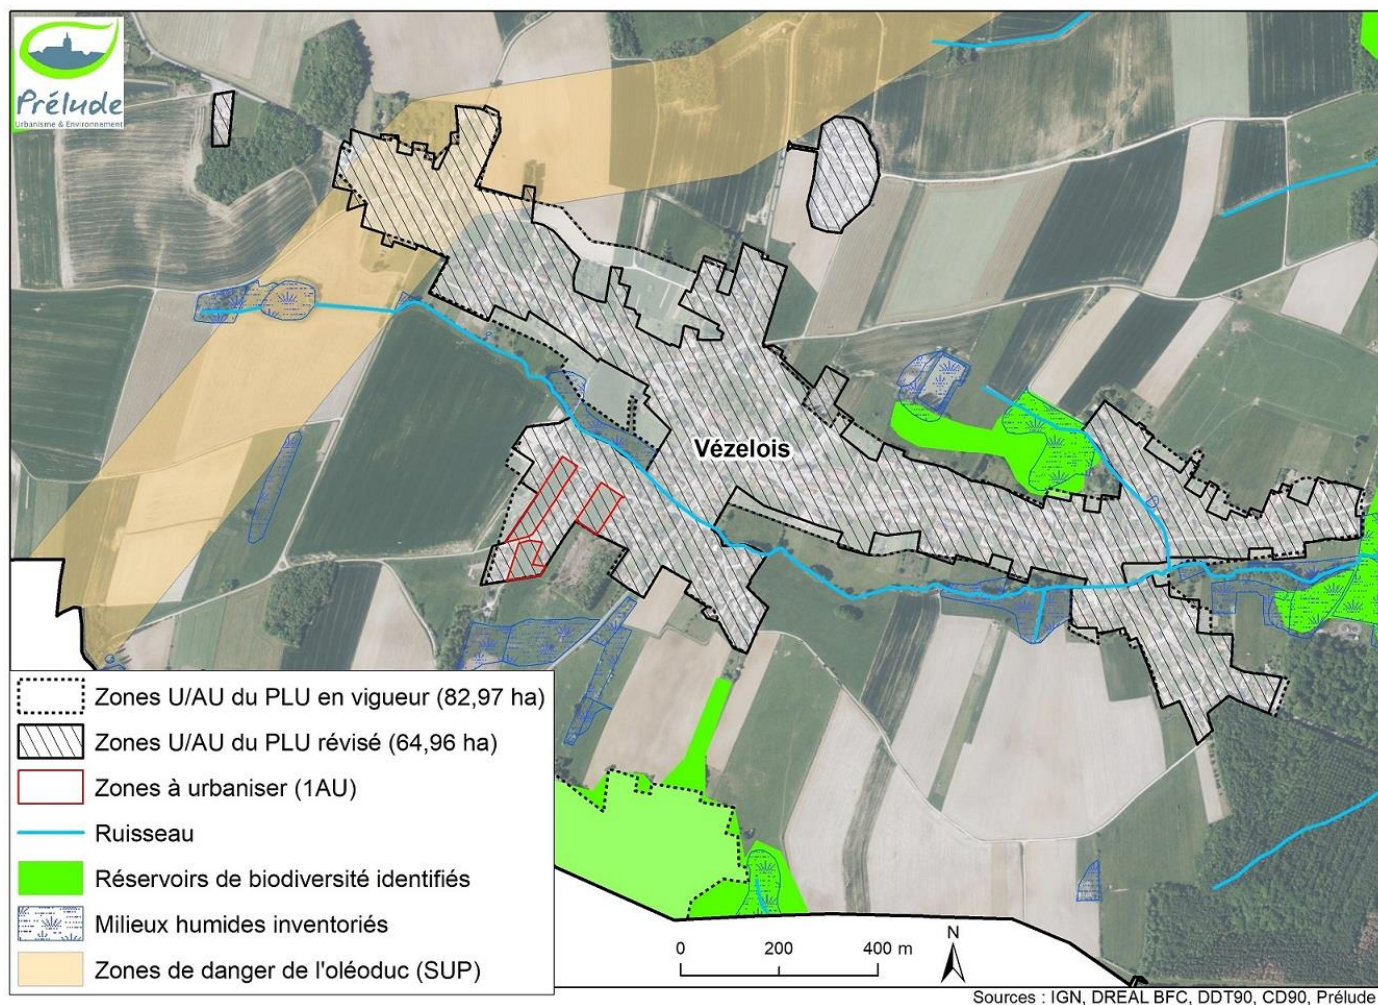 Prélude
Urbanisme & Environnement
Vézelois
Zones U/AU du PLU en vigueur (82,97 ha)
Zones U/AU du PLU révisé (64,96 ha)
Zones à urbaniser (1AU)
Ruisseau
Réservoirs de biodiversité identifiés
Milieux humides inventoriés
Zones de danger de l'oléoduc (SUP)
0 200 400 m
N
Sources : IGN, DREAL BFC, DDT90, CD90, Prélude